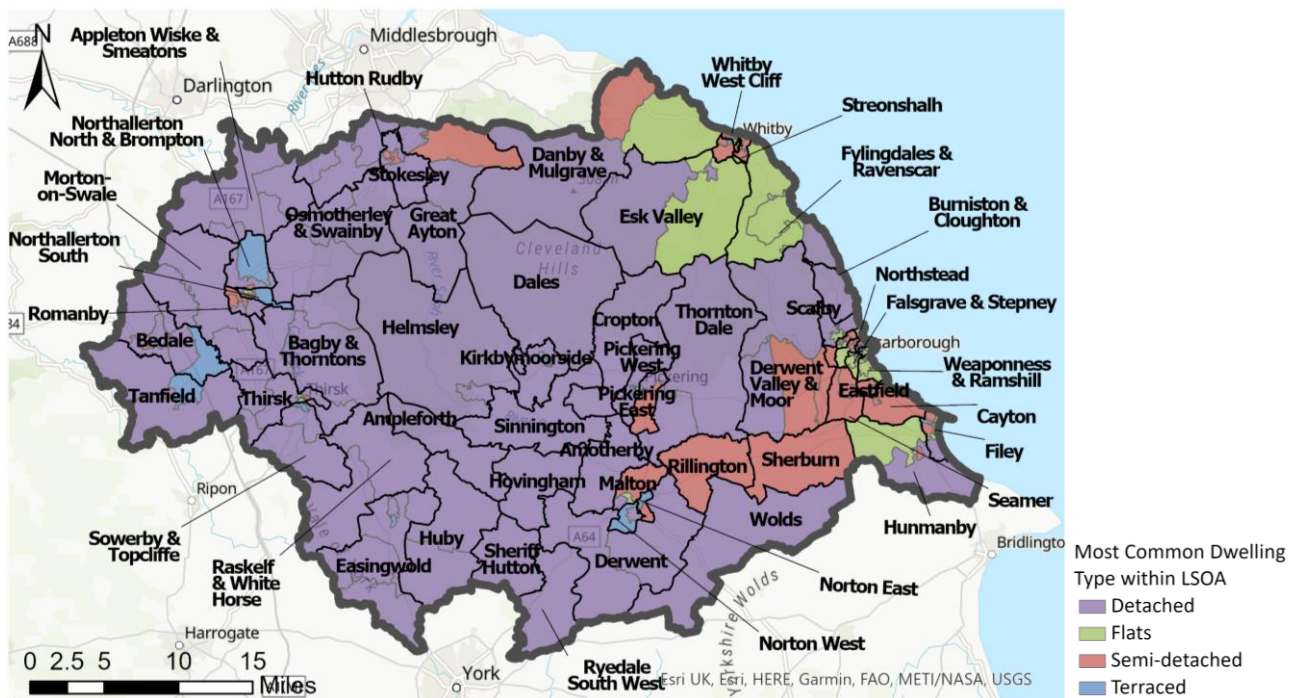 N
A688
Appleton Wiske &
Smeatons
Middlesbrough
Hutton Rudby
Darlington
River Tees
Whitby
West Cliff
Streonshalh
Whitby
Northallerton
North & Brompton
Danby &
Mulgrave
Fylingdales &
Ravenscar
Morton-
on-Swale
A167
Stokesley
Osmotherley
& Swainby
Great
Ayton
Esk Valley
Burniston &
Cloughton
Northallerton
South
Cleveland
Hills
Northstead
Dales
Falsgrave & Stepney
Romanby
Helmsley
Cropton
Thornton
Dale
Scalby
Bedale
Bagby &
Thorntons
Kirkbymoorside
Pickering
West
Pickering
Derwent
Valley &
Moor
Eastfield
Weaponness
& Ramshill
A167
Tanfield
Thirsk
Thirsk
Pickering
East
Cayton
Ampleforth
Sinnington
Filey
Amotherby
Rillington
Sherburn
Seamer
Hovingham
Malton
Ripon
Wolds
Hunmanby
Sowerby &
Topcliffe
Huby
A64
Bridlington
Raskelf
& White
Horse
Easingwold
Sheriff
Hutton
Derwent
Norton East
Norton West
Harrogate
York
Ryedale
South West
Yorkshire Wolds
0 2.5 5 10 15
Miles
Esri UK, Esri, HERE, Garmin, FAO, METI/NASA, USGS
Most Common Dwelling
Type within LSOA
Detached
Flats
Semi-detached
Terraced